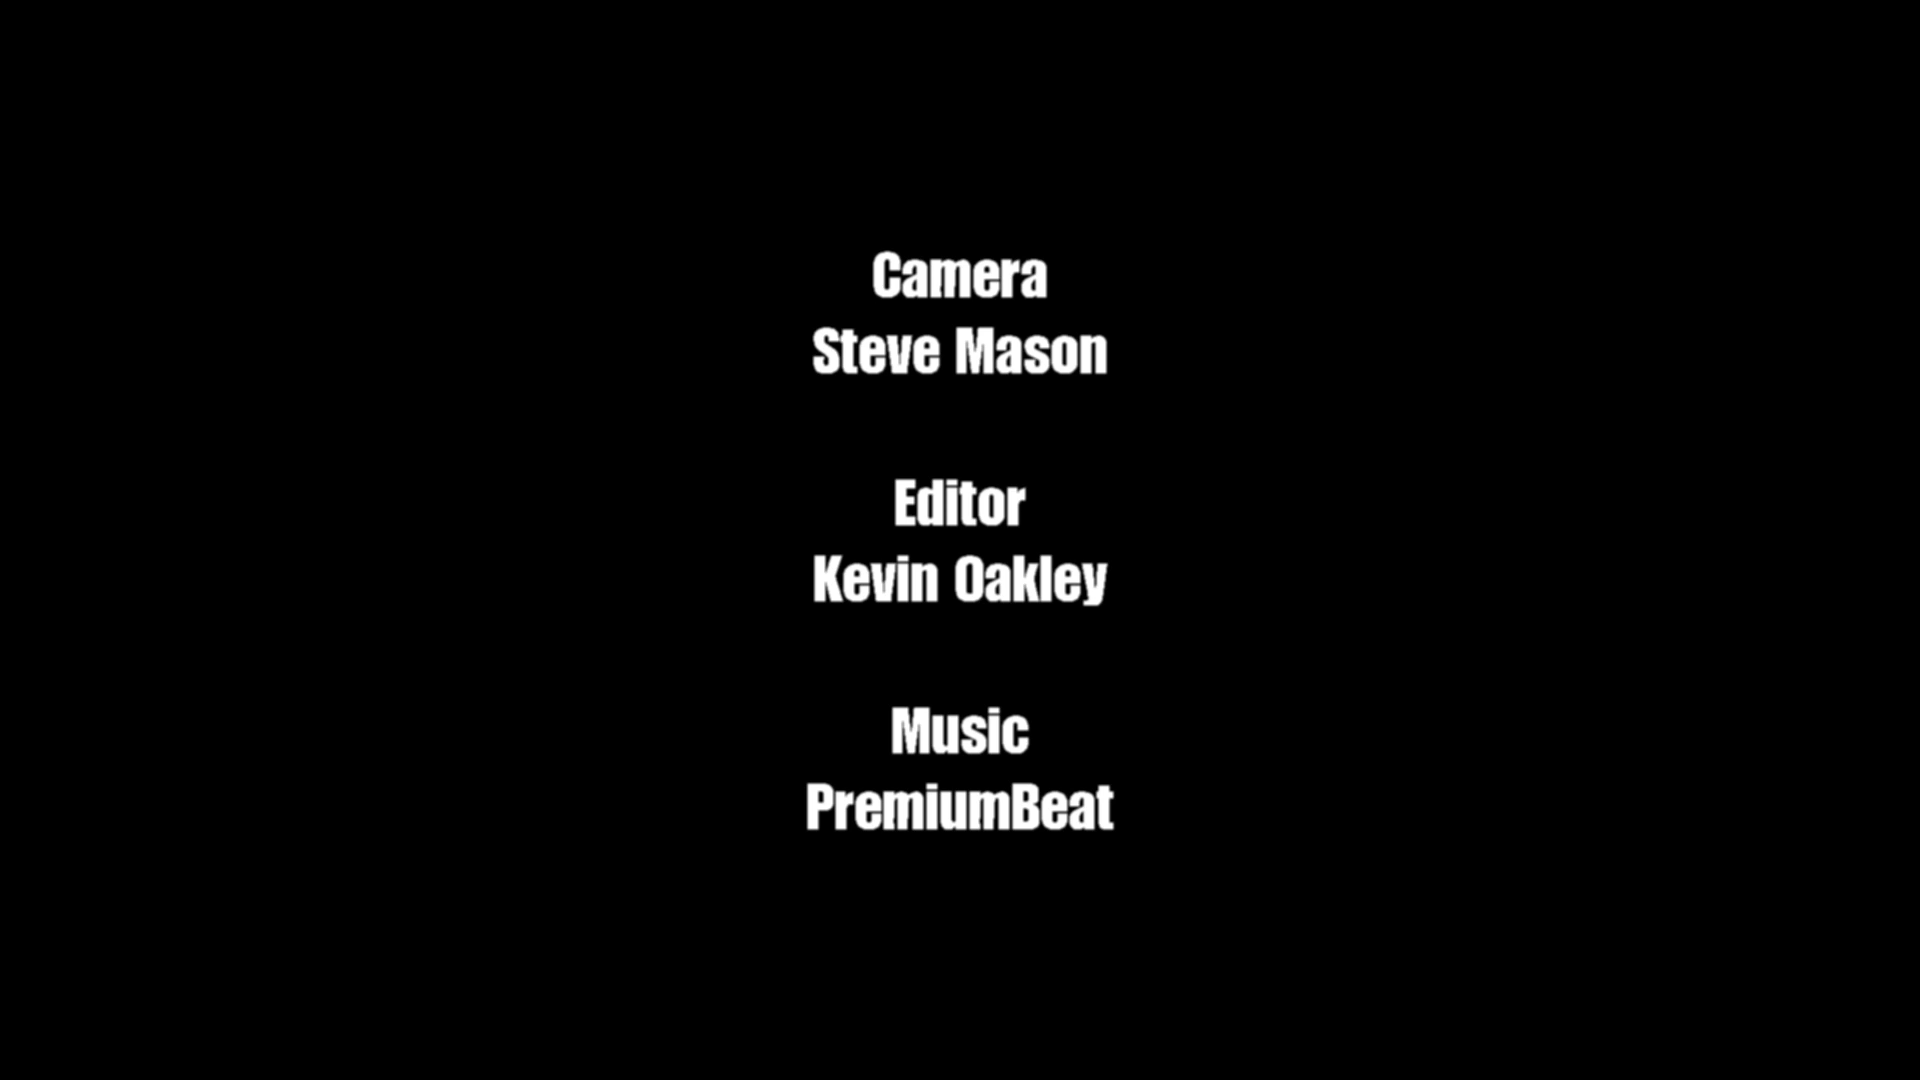 Camera
Steve Mason
Editor
Kevin Oakley
Music
PremiumBeat